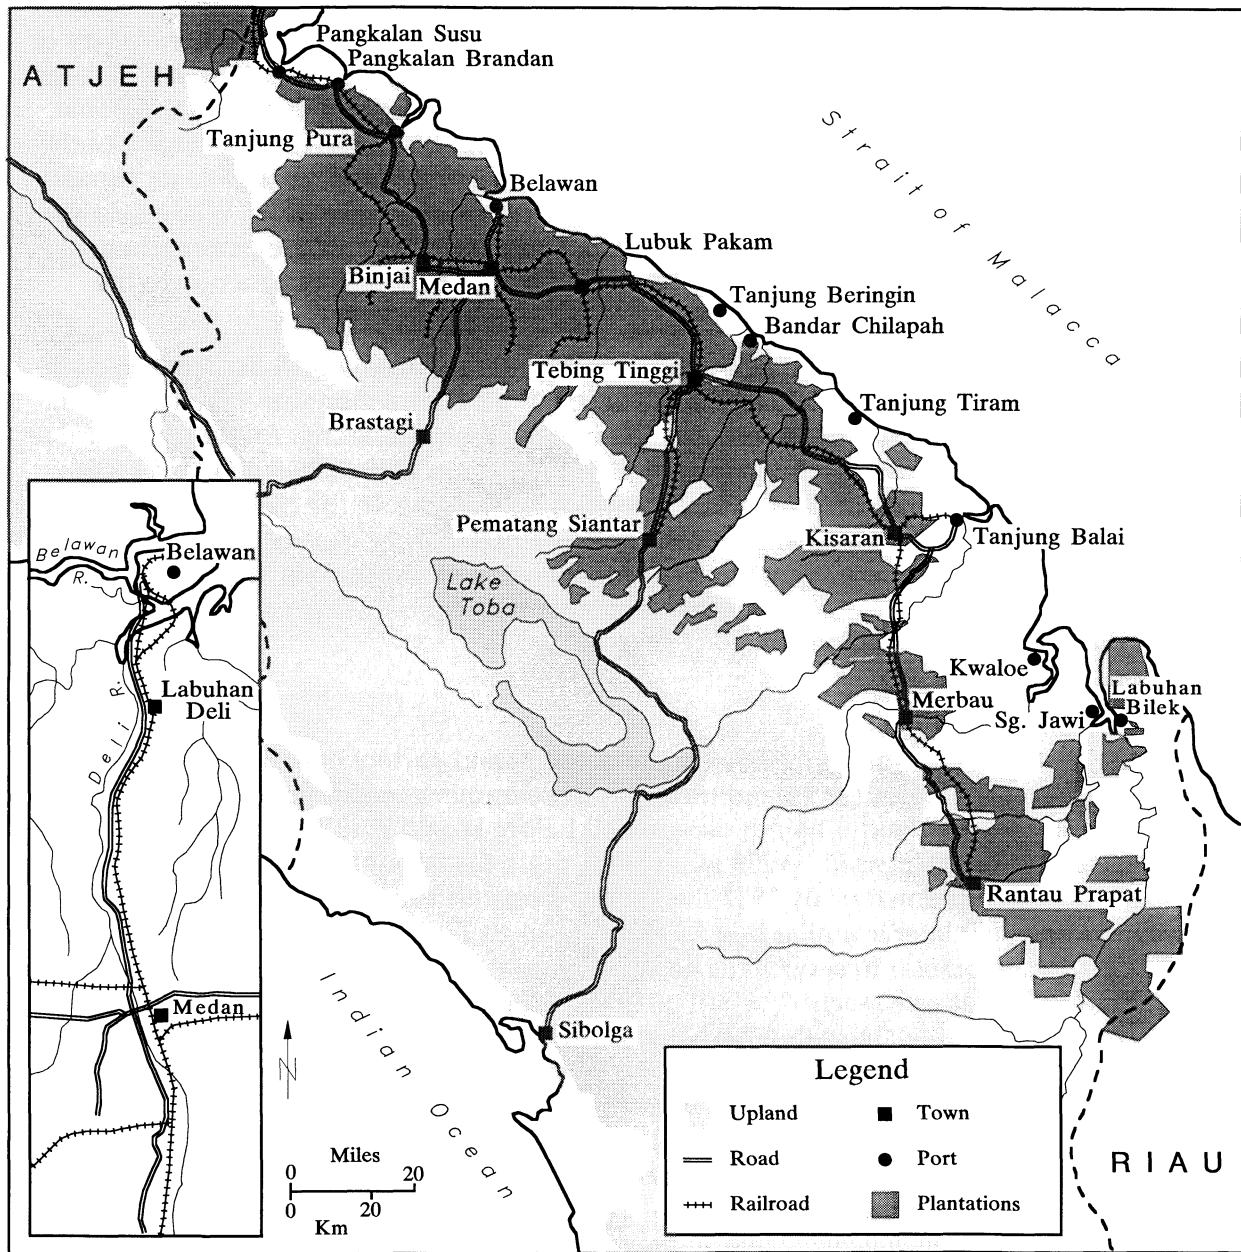 Pangkalan Susu
Pangkalan Brandan
ATJEH
Tanjung Pura
Strait of Malacca
Belawan
Lubuk Pakam
Binjai
Medan
Tanjung Beringin
Bandar Chilapah
Tebing Tinggi
Tanjung Tiram
Brastagi
Pematang Siantar
Kisaran
Tanjung Balai
Lake
Toba
Kwaloe
Labuhan
Bilek
Merbau
Sg. Jawi
Rantau Prapat
Sibolga
Indian Ocean
RIAU
Belawan
R.
Belawan
Deli R.
Labuhan
Deli
Medan
N
Miles
0 20
0 20
Km
Legend
Upland
Town
Road
Port
Railroad
Plantations